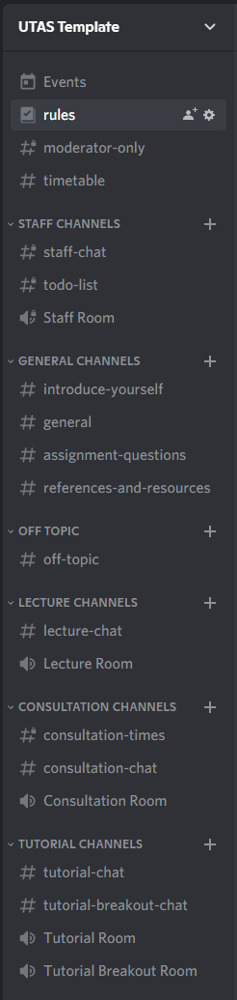 UTAS Template
Events
rules
moderator-only
timetable
STAFF CHANNELS
staff-chat
todo-list
Staff Room
GENERAL CHANNELS
introduce-yourself
general
assignment-questions
references-and-resources
OFF TOPIC
off-topic
LECTURE CHANNELS
lecture-chat
Lecture Room
CONSULTATION CHANNELS
consultation-times
consultation-chat
Consultation Room
TUTORIAL CHANNELS
tutorial-chat
tutorial-breakout-chat
Tutorial Room
Tutorial Breakout Room